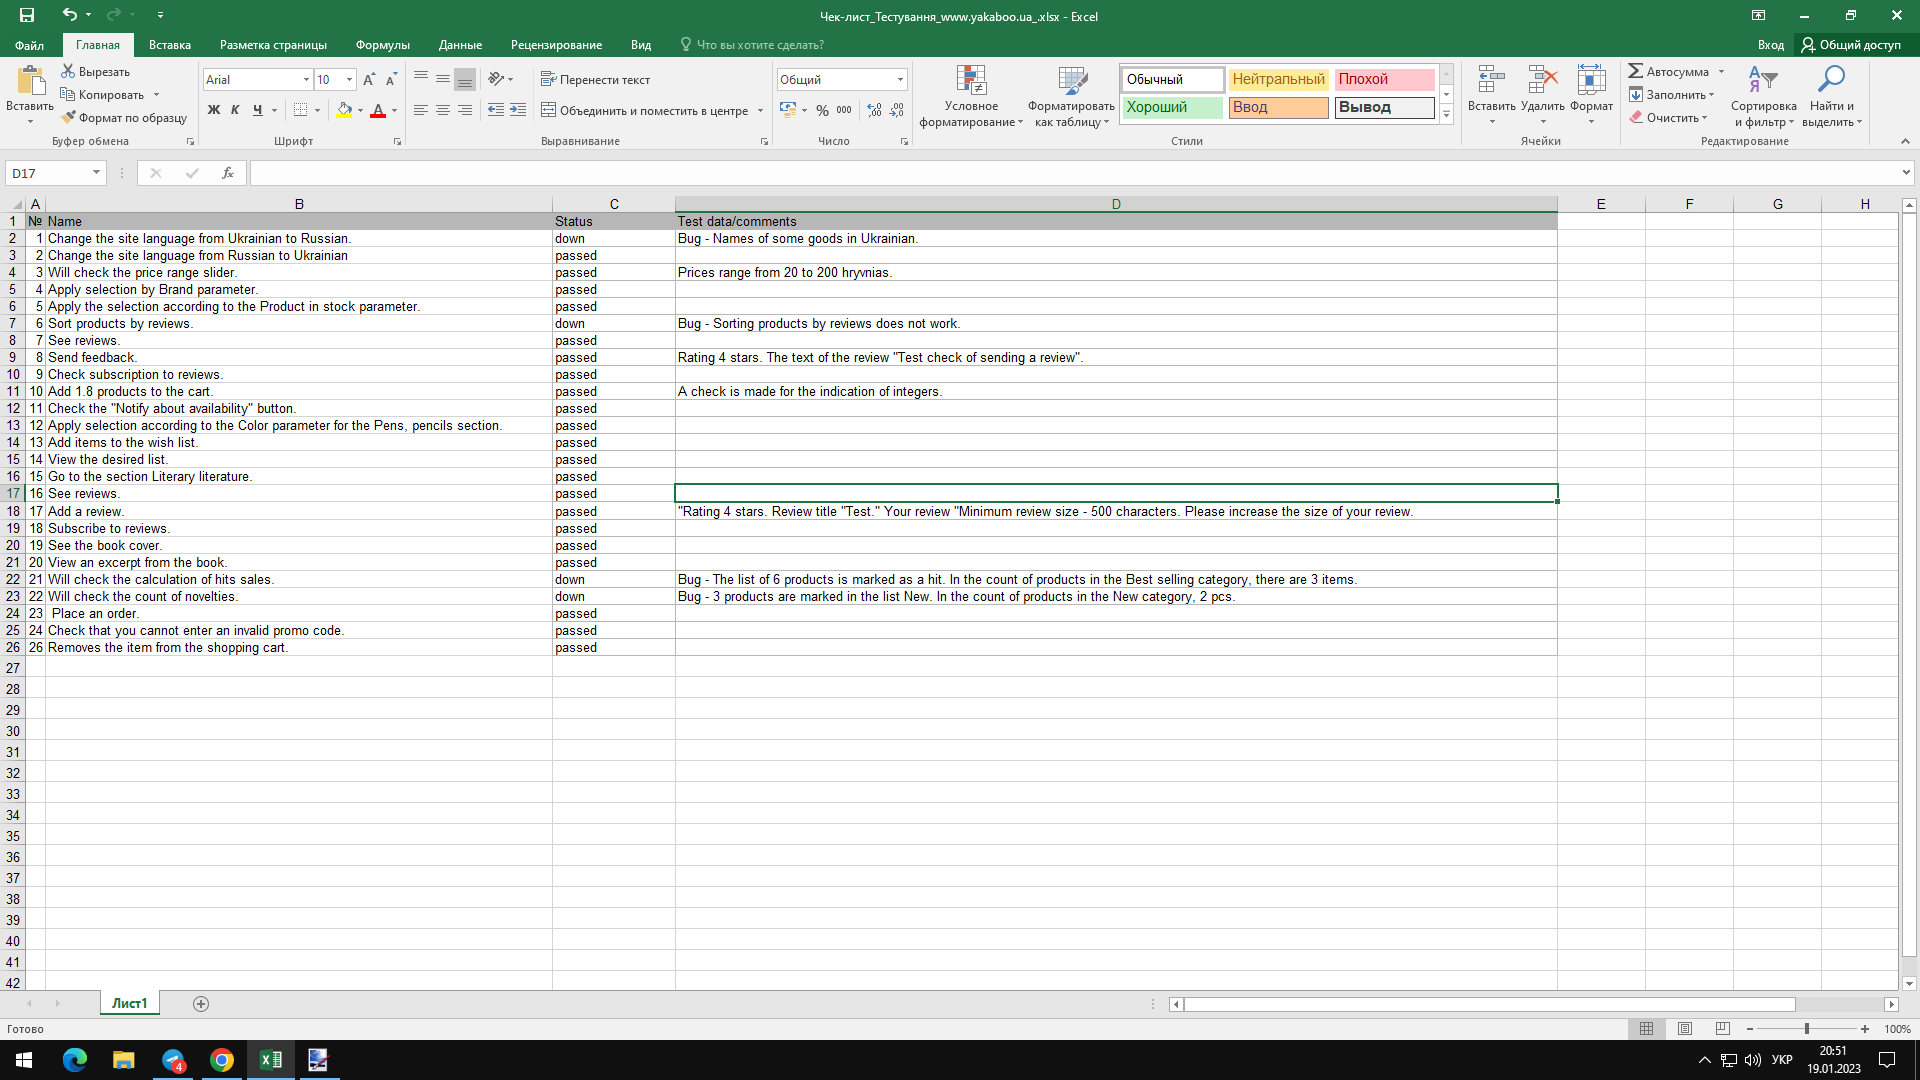 Чек-лист_Тестування_www.yakaboo.ua_.xlsx - Excel
Файл Главная Вставка Разметка страницы Формулы Данные Рецензирование Вид Что вы хотите сделать? Вход Общий доступ
Вставить
Вырезать
Копировать
Формат по образцу
Буфер обмена
Arial 10
Ж К Ч А
Шрифт
Перенести текст
Объединить и поместить в центре
Выравнивание
Общий
% 000
Число
Условное форматирование
Форматировать как таблицу
Обычный Нейтральный Плохой
Хороший Ввод Вывод
Стили
Вставить Удалить Формат
Ячейки
Автосумма
Заполнить
Очистить
Сортировка и фильтр
Найти и выделить
Редактирование
D17 fx
A B C D E F G H
1 № Name Status Test data/comments
2 1 Change the site language from Ukrainian to Russian. down Bug - Names of some goods in Ukrainian.
3 2 Change the site language from Russian to Ukrainian passed
4 3 Will check the price range slider. passed Prices range from 20 to 200 hryvnias.
5 4 Apply selection by Brand parameter. passed
6 5 Apply the selection according to the Product in stock parameter. passed
7 6 Sort products by reviews. down Bug - Sorting products by reviews does not work.
8 7 See reviews. passed
9 8 Send feedback. passed Rating 4 stars. The text of the review "Test check of sending a review".
10 9 Check subscription to reviews. passed
11 10 Add 1.8 products to the cart. passed A check is made for the indication of integers.
12 11 Check the "Notify about availability" button. passed
13 12 Apply selection according to the Color parameter for the Pens, pencils section. passed
14 13 Add items to the wish list. passed
15 14 View the desired list. passed
16 15 Go to the section Literary literature. passed
17 16 See reviews. passed
18 17 Add a review. passed "Rating 4 stars. Review title "Test." Your review "Minimum review size - 500 characters. Please increase the size of your review.
19 18 Subscribe to reviews. passed
20 19 See the book cover. passed
21 20 View an excerpt from the book. passed
22 21 Will check the calculation of hits sales. down Bug - The list of 6 products is marked as a hit. In the count of products in the Best selling category, there are 3 items.
23 22 Will check the count of novelties. down Bug - 3 products are marked in the list New. In the count of products in the New category, 2 pcs.
24 23 Place an order. passed
25 24 Check that you cannot enter an invalid promo code. passed
26 26 Removes the item from the shopping cart. passed
27
28
29
30
31
32
33
34
35
36
37
38
39
40
41
42
Лист1
Готово 100%
4 УКР 20:51
19.01.2023